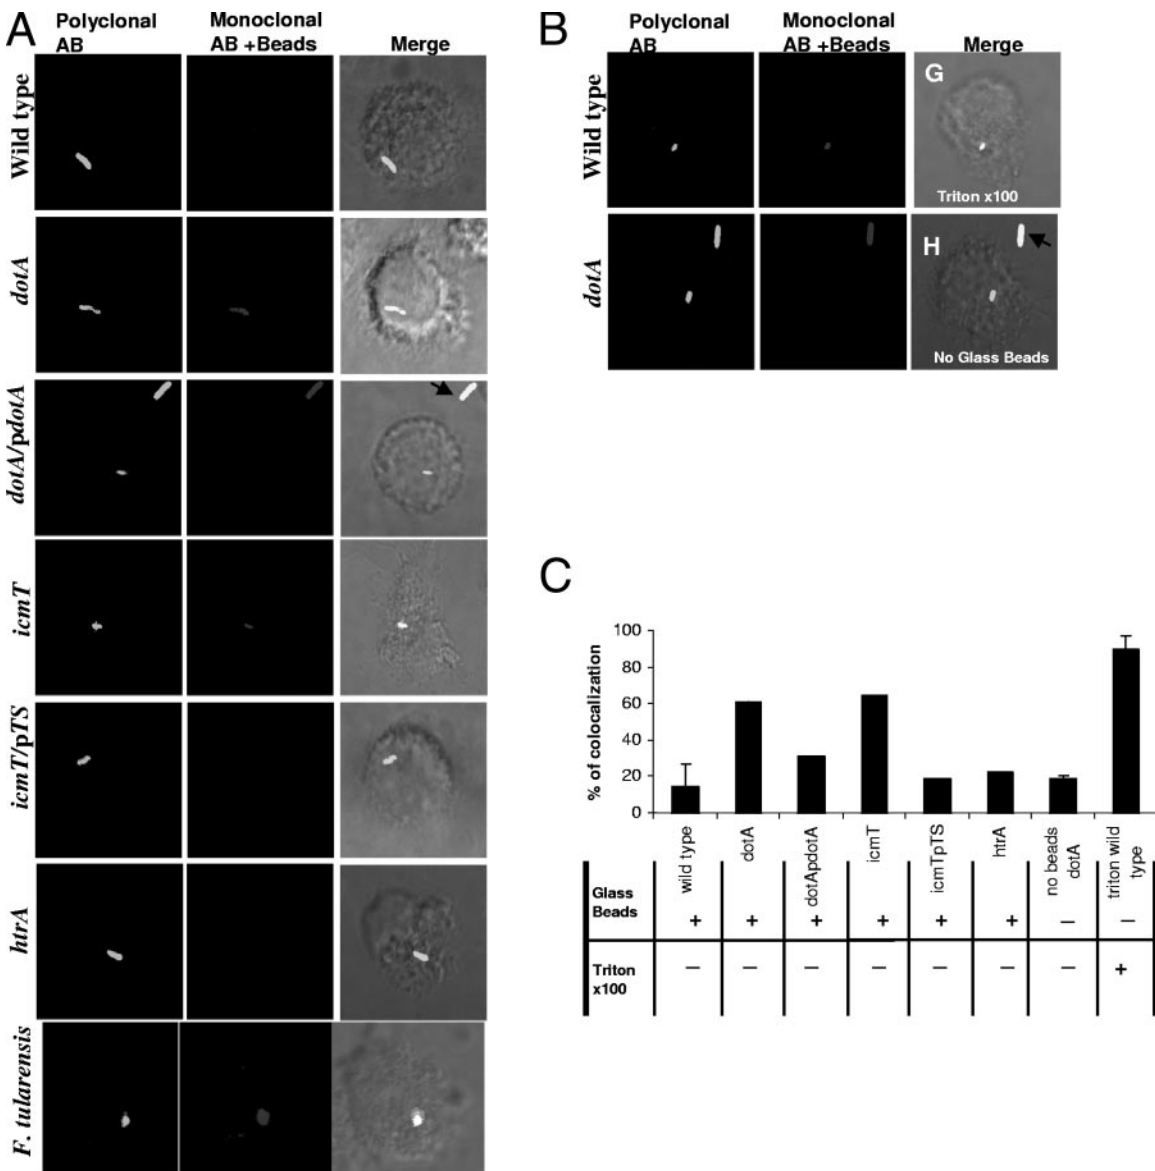 A
Polyclonal AB
Monoclonal AB +Beads
Merge
Wild type
dotA
dotA/pdotA
icmT
icmT/pTS
htrA
F. tularensis
B
Polyclonal AB
Monoclonal AB +Beads
Merge
Wild type
G
Triton x100
dotA
H
No Glass Beads
C
% of colocalization
100
80
60
40
20
0
wild type
dotA
dotApdotA
icmT
icmTpTS
htrA
no beads dotA
triton wild type
Glass Beads
+ + + + + + – –
Triton x100
– – – – – – – +